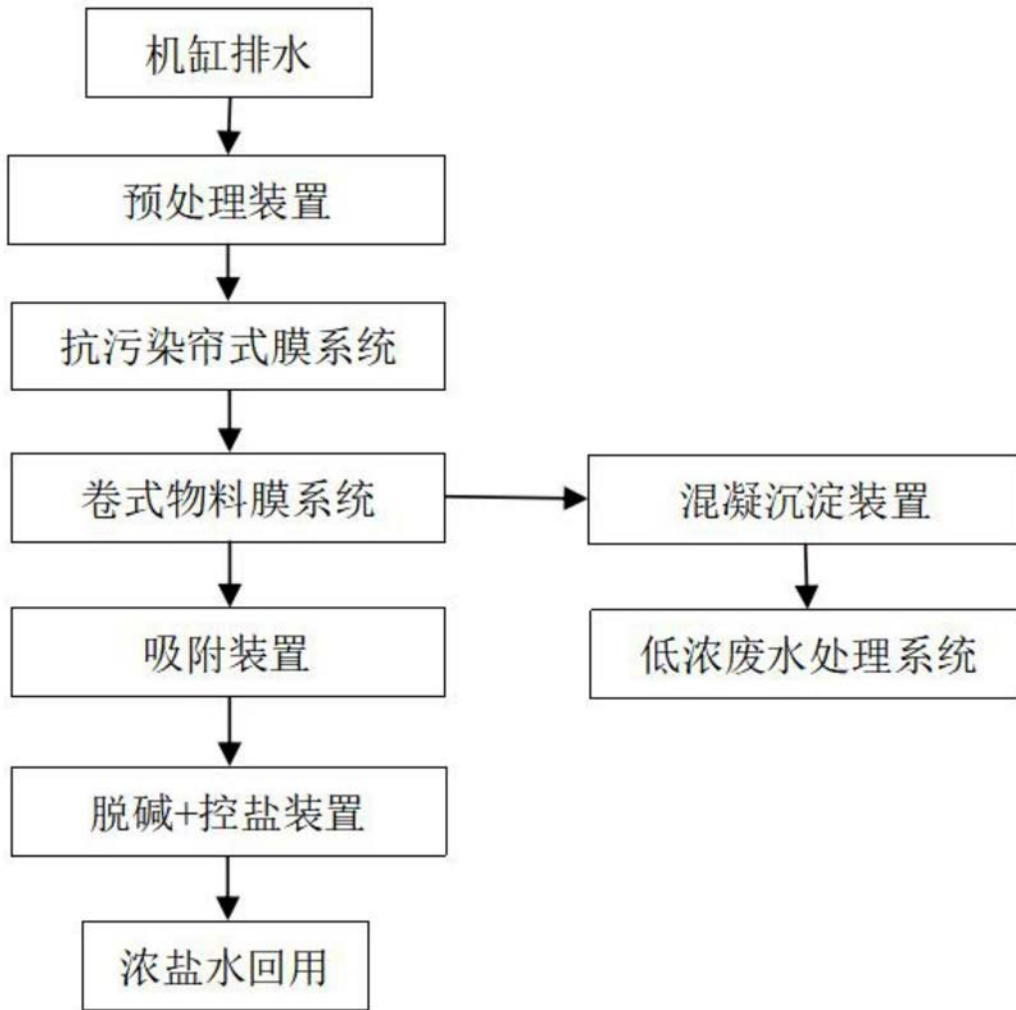 机缸排水
预处理装置
抗污染帘式膜系统
卷式物料膜系统
混凝沉淀装置
吸附装置
低浓废水处理系统
脱碱+控盐装置
浓盐水回用